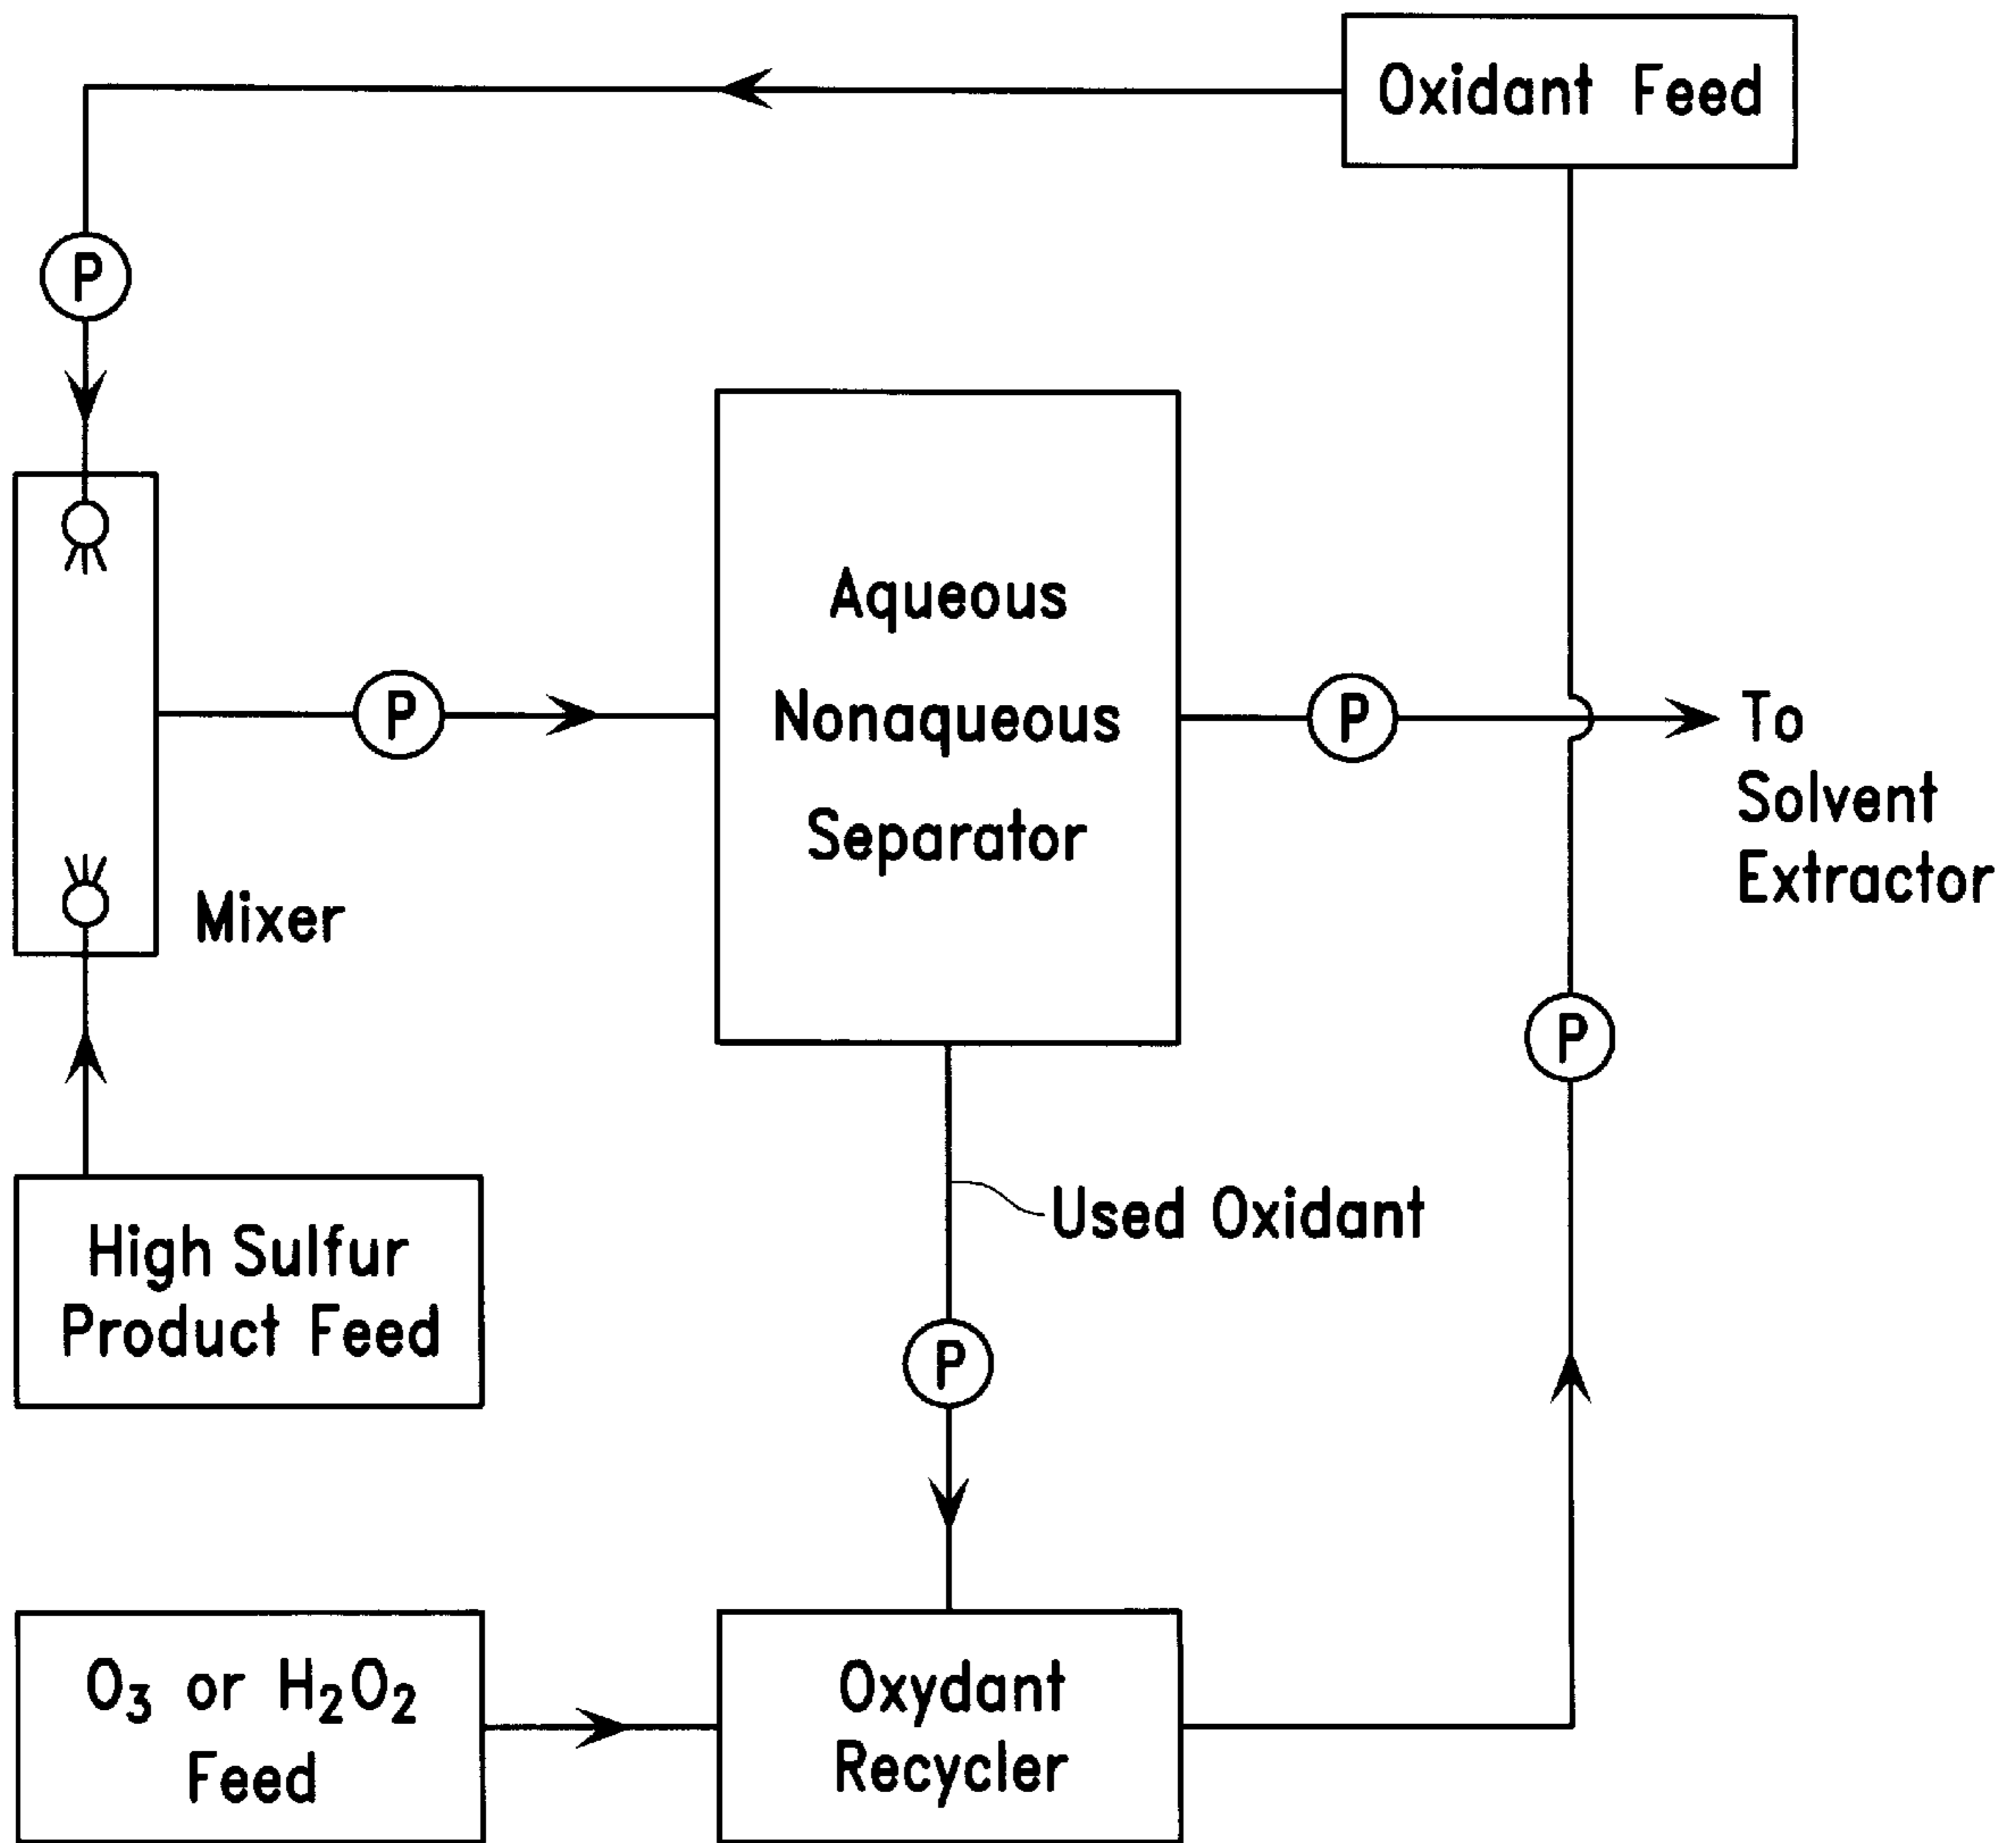 Oxidant Feed
P
Aqueous
Nonaqueous
Separator
P
P
To
Solvent
Extractor
Mixer
P
High Sulfur
Product Feed
Used Oxidant
P
O₃ or H₂O₂
Feed
Oxydant
Recycler